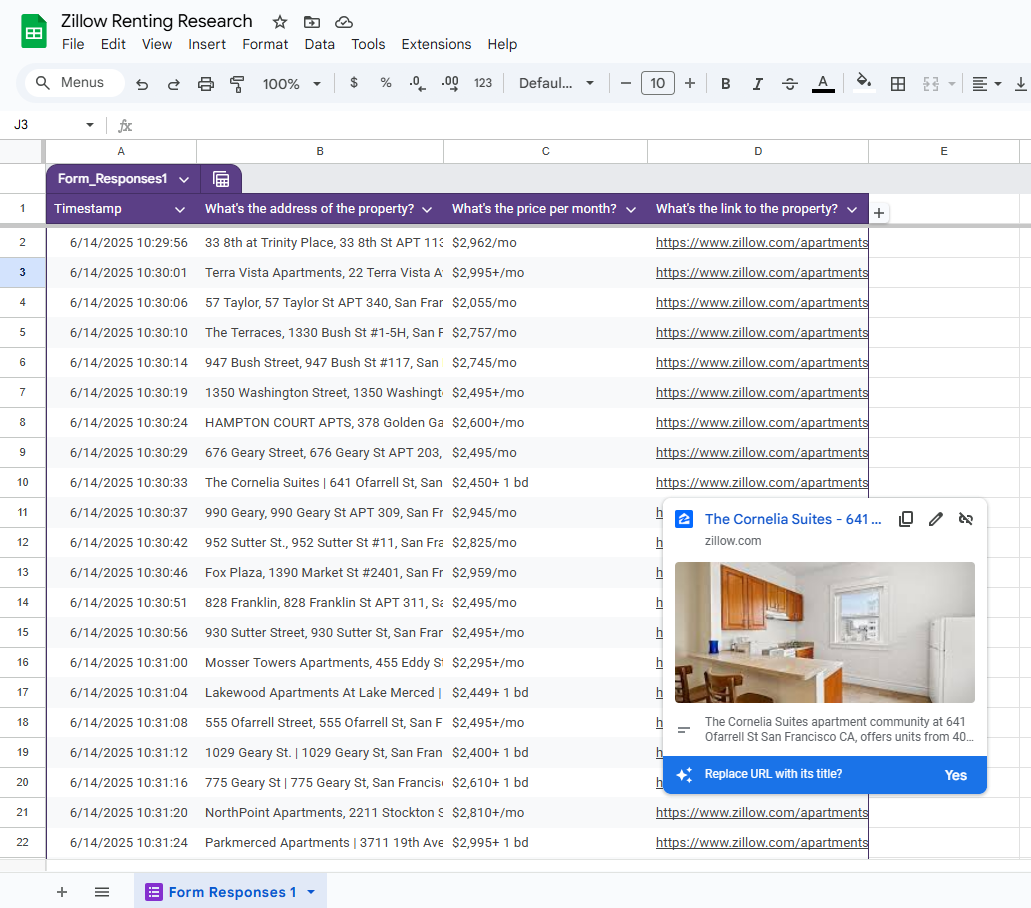 Zillow Renting Research
File Edit View Insert Format Data Tools Extensions Help
Menus 100% $ % .0 .00 123 Defaul... − 10 + B I S A
J3 fx
A B C D E
Form_Responses1
1 Timestamp What's the address of the property? What's the price per month? What's the link to the property? +
2 6/14/2025 10:29:56 33 8th at Trinity Place, 33 8th St APT 113 $2,962/mo https://www.zillow.com/apartments
3 6/14/2025 10:30:01 Terra Vista Apartments, 22 Terra Vista A $2,995+/mo https://www.zillow.com/apartments
4 6/14/2025 10:30:06 57 Taylor, 57 Taylor St APT 340, San Fran $2,055/mo https://www.zillow.com/apartments
5 6/14/2025 10:30:10 The Terraces, 1330 Bush St #1-5H, San F $2,757/mo https://www.zillow.com/apartments
6 6/14/2025 10:30:14 947 Bush Street, 947 Bush St #117, San $2,745/mo https://www.zillow.com/apartments
7 6/14/2025 10:30:19 1350 Washington Street, 1350 Washingt $2,495+/mo https://www.zillow.com/apartments
8 6/14/2025 10:30:24 HAMPTON COURT APTS, 378 Golden Ga $2,600+/mo https://www.zillow.com/apartments
9 6/14/2025 10:30:29 676 Geary Street, 676 Geary St APT 203, $2,495/mo https://www.zillow.com/apartments
10 6/14/2025 10:30:33 The Cornelia Suites | 641 Ofarrell St, San $2,450+ 1 bd https://www.zillow.com/apartments
11 6/14/2025 10:30:37 990 Geary, 990 Geary St APT 309, San Fr $2,945/mo h
The Cornelia Suites - 641 ...
zillow.com
12 6/14/2025 10:30:42 952 Sutter St., 952 Sutter St #11, San Fra $2,825/mo h
13 6/14/2025 10:30:46 Fox Plaza, 1390 Market St #2401, San Fr $2,959/mo h
14 6/14/2025 10:30:51 828 Franklin, 828 Franklin St APT 311, Sa $2,495/mo h
15 6/14/2025 10:30:56 930 Sutter Street, 930 Sutter St, San Fran $2,495+/mo h
16 6/14/2025 10:31:00 Mosser Towers Apartments, 455 Eddy St $2,295+/mo h
17 6/14/2025 10:31:04 Lakewood Apartments At Lake Merced | $2,449+ 1 bd h
18 6/14/2025 10:31:08 555 Ofarrell Street, 555 Ofarrell St, San F $2,495+/mo h
The Cornelia Suites apartment community at 641
Ofarrell St San Francisco CA, offers units from 40...
19 6/14/2025 10:31:12 1029 Geary St. | 1029 Geary St, San Fran $2,400+ 1 bd h
20 6/14/2025 10:31:16 775 Geary St | 775 Geary St, San Francisc $2,610+ 1 bd h
Replace URL with its title? Yes
21 6/14/2025 10:31:20 NorthPoint Apartments, 2211 Stockton S $2,810+/mo https://www.zillow.com/apartments
22 6/14/2025 10:31:24 Parkmerced Apartments | 3711 19th Ave $2,995+ 1 bd https://www.zillow.com/apartments
+ Form Responses 1